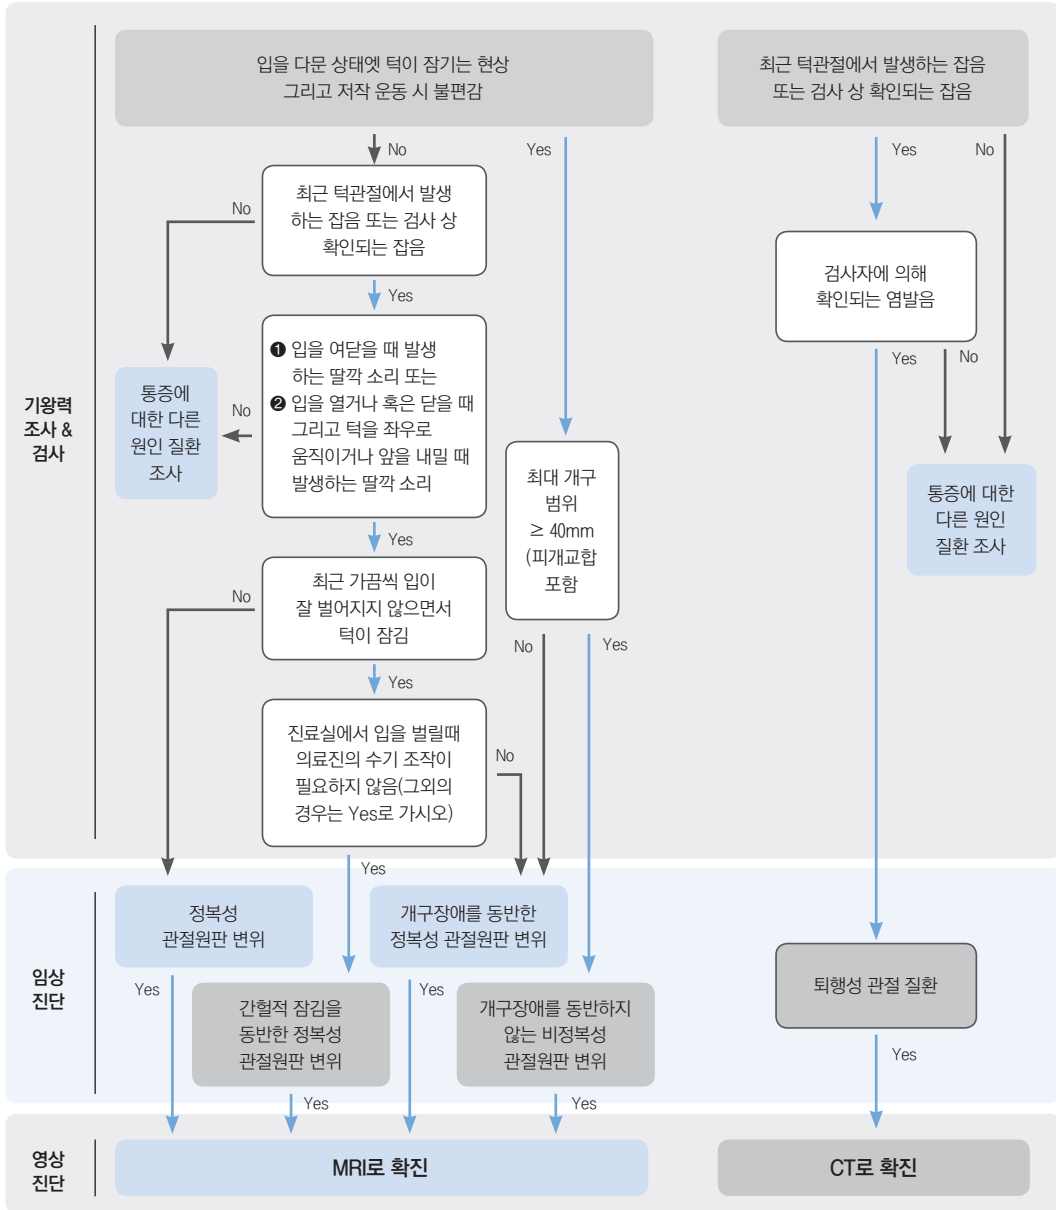 입을 다문 상태엣 턱이 잠기는 현상
그리고 저작 운동 시 불편감
최근 턱관절에서 발생하는 잡음
또는 검사 상 확인되는 잡음
No
Yes
Yes
No
최근 턱관절에서 발생
하는 잡음 또는 검사 상
확인되는 잡음
No
Yes
검사자에 의해
확인되는 염발음
Yes
No
❶ 입을 여닫을 때 발생
하는 딸깍 소리 또는
❷ 입을 열거나 혹은 닫을 때
그리고 턱을 좌우로
움직이거나 앞을 내밀 때
발생하는 딸깍 소리
No
Yes
통증에
대한 다른
원인 질환
조사
기왕력
조사 &
검사
최대 개구
범위
≥ 40mm
(피개교합
포함
No
Yes
통증에 대한
다른 원인
질환 조사
최근 가끔씩 입이
잘 벌어지지 않으면서
턱이 잠김
No
Yes
진료실에서 입을 벌릴때
의료진의 수기 조작이
필요하지 않음(그외의
경우는 Yes로 가시오)
No
Yes
임상
진단
정복성
관절원판 변위
Yes
개구장애를 동반한
정복성 관절원판 변위
Yes
간헐적 잠김을
동반한 정복성
관절원판 변위
Yes
개구장애를 동반하지
않는 비정복성
관절원판 변위
Yes
퇴행성 관절 질환
Yes
영상
진단
MRI로 확진
CT로 확진